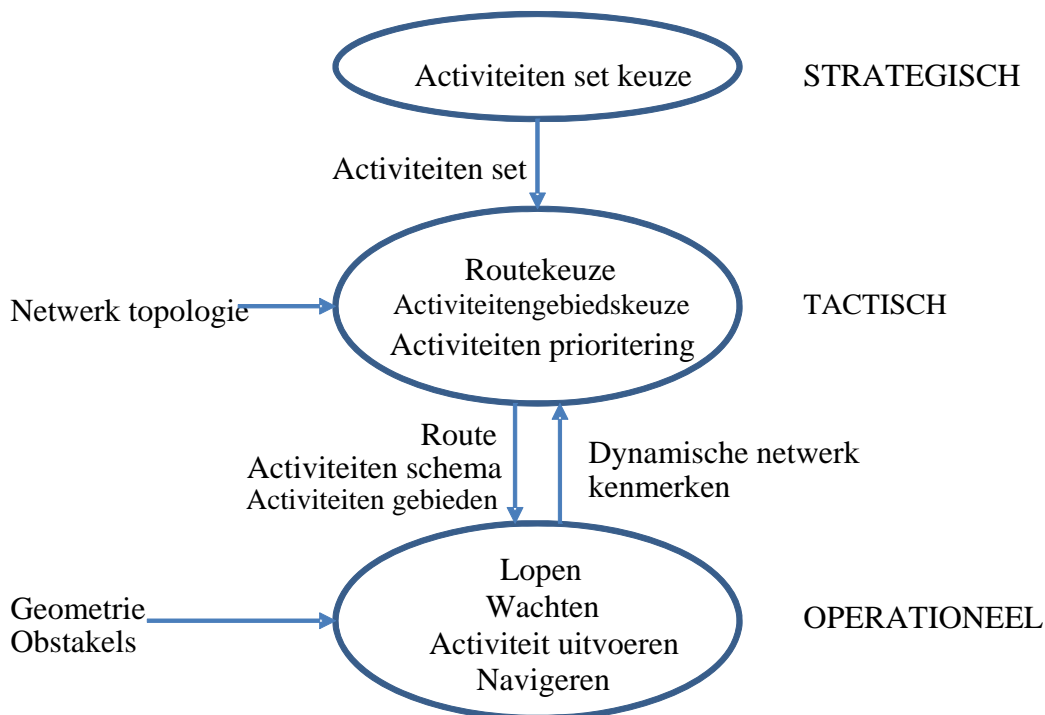 Activiteiten set keuze
STRATEGISCH
Activiteiten set
Routekeuze
Activiteitengebiedskeuze
Activiteiten prioritering
Netwerk topologie
TACTISCH
Route
Activiteiten schema
Activiteiten gebieden
Dynamische netwerk
kenmerken
Lopen
Wachten
Activiteit uitvoeren
Navigeren
Geometrie
Obstakels
OPERATIONEEL